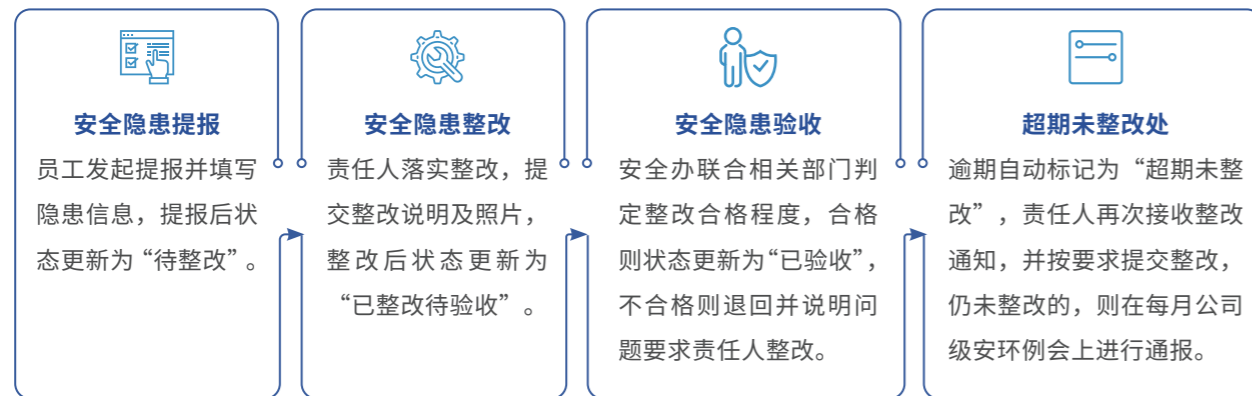 安全隐患提报
员工发起提报并填写
隐患信息，提报后状
态更新为“待整改”。
安全隐患整改
责任人落实整改，提
交整改说明及照片，
整改后状态更新为
“已整改待验收”。
安全隐患验收
安全办联合相关部门判
定整改合格程度，合格
则状态更新为“已验收”，
不合格则退回并说明问
题要求责任人整改。
超期未整改处
逾期自动标记为“超期未整
改”，责任人再次接收整改
通知，并按要求提交整改，
仍未整改的，则在每月公司
级安环例会上进行通报。